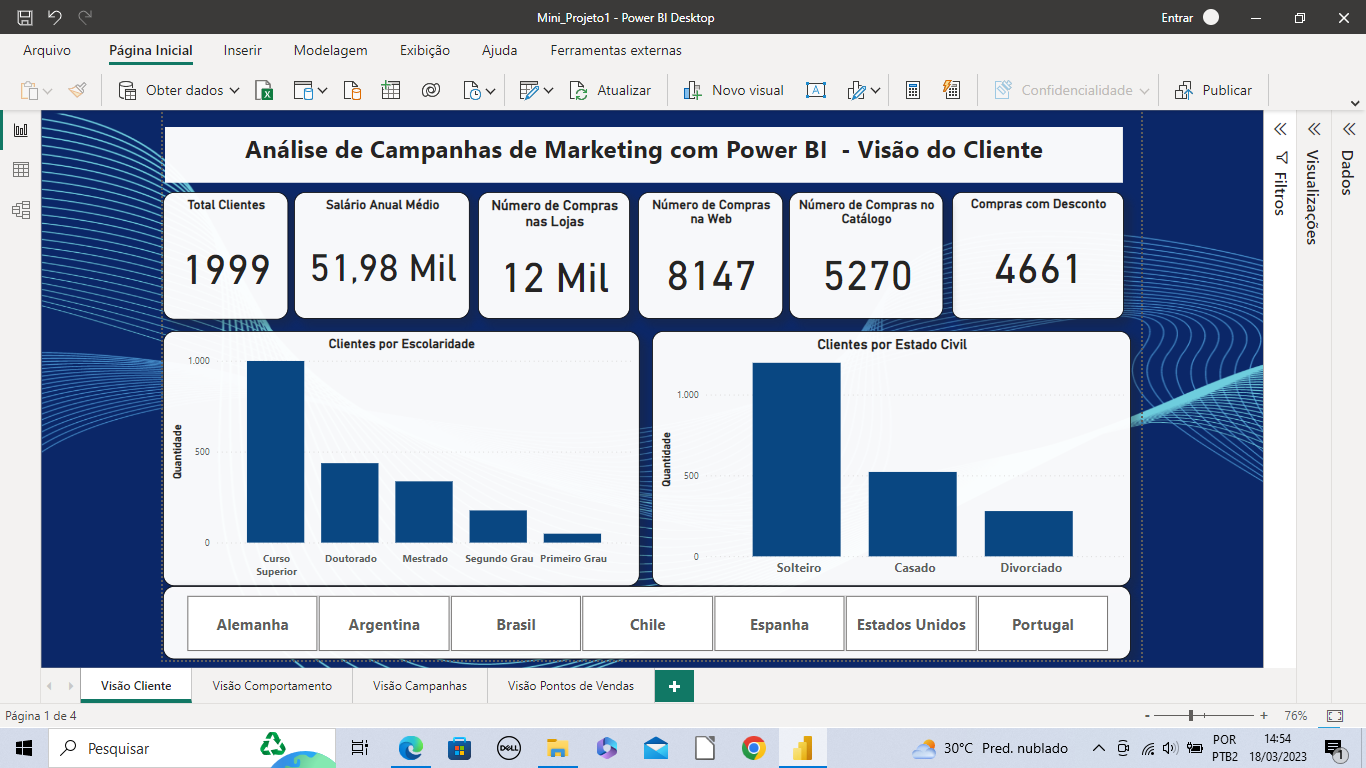 Mini_Projeto1 - Power BI Desktop
Entrar
Arquivo
Página Inicial
Inserir
Modelagem
Exibição
Ajuda
Ferramentas externas
Obter dados
Atualizar
Novo visual
Confidencialidade
Publicar
Análise de Campanhas de Marketing com Power BI - Visão do Cliente
Total Clientes
1999
Salário Anual Médio
51,98 Mil
Número de Compras
nas Lojas
12 Mil
Número de Compras
na Web
8147
Número de Compras no
Catálogo
5270
Compras com Desconto
4661
Filtros
Visualizações
Dados
Clientes por Escolaridade
Quantidade
1.000
500
0
Curso
Superior
Doutorado
Mestrado
Segundo Grau
Primeiro Grau
Clientes por Estado Civil
Quantidade
1.000
500
0
Solteiro
Casado
Divorciado
Alemanha
Argentina
Brasil
Chile
Espanha
Estados Unidos
Portugal
Visão Cliente
Visão Comportamento
Visão Campanhas
Visão Pontos de Vendas
Página 1 de 4
76%
Pesquisar
DELL
30°C Pred. nublado
POR
PTB2
14:54
18/03/2023
1